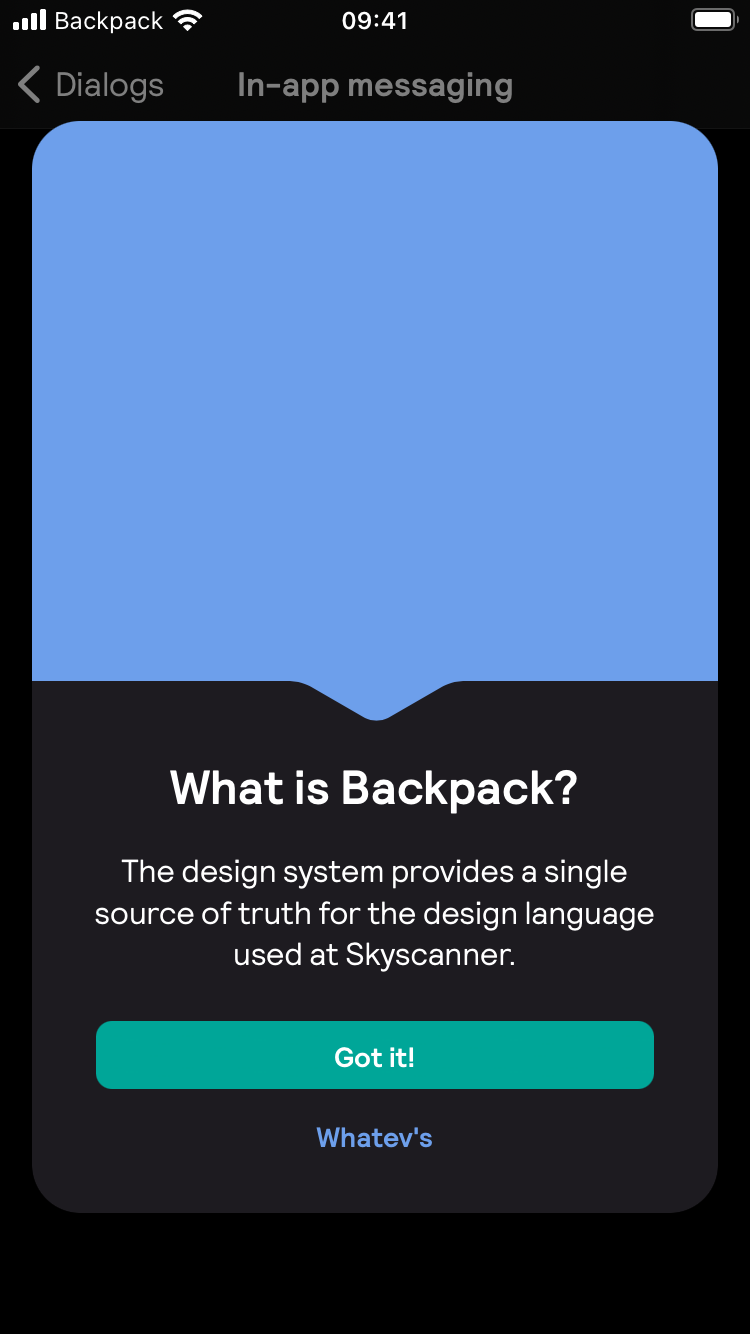 Backpack 09:41
Dialogs In-app messaging
What is Backpack?
The design system provides a single
source of truth for the design language
used at Skyscanner.
Got it!
Whatev's